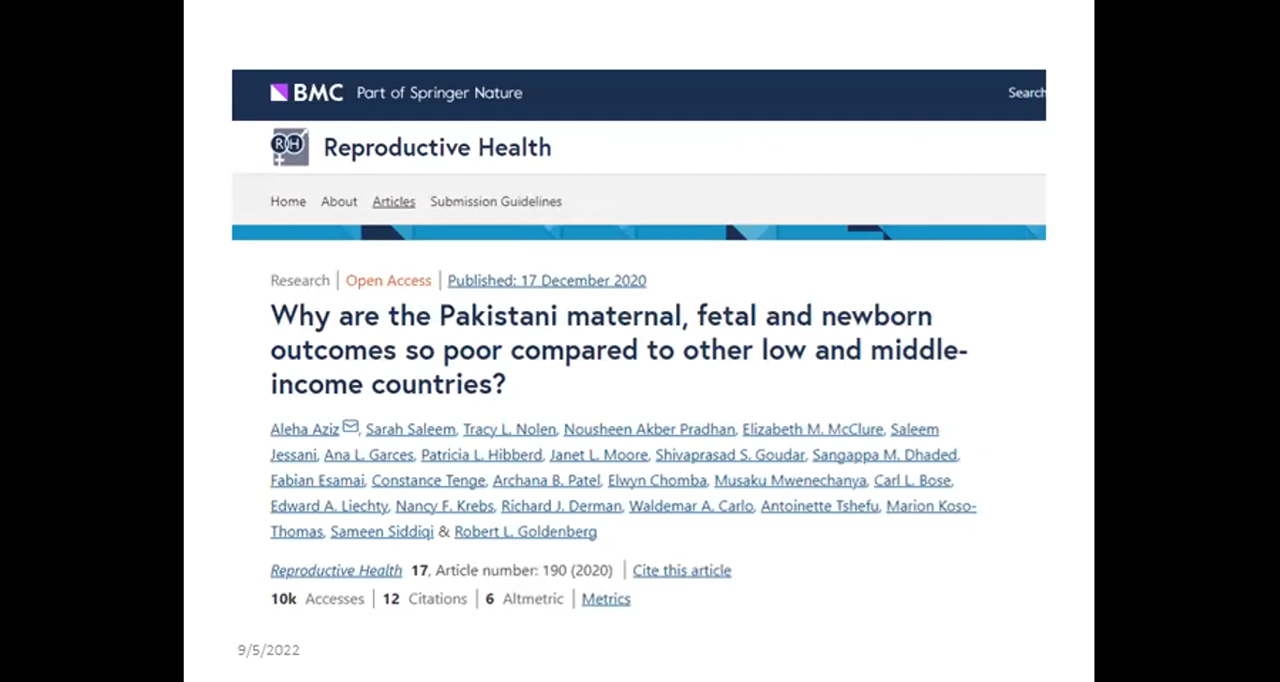 BMC Part of Springer Nature Search
RH Reproductive Health
Home About Articles Submission Guidelines
Research | Open Access | Published: 17 December 2020
Why are the Pakistani maternal, fetal and newborn
outcomes so poor compared to other low and middle-
income countries?
Aleha Aziz, Sarah Saleem, Tracy L. Nolen, Nousheen Akber Pradhan, Elizabeth M. McClure, Saleem
Jessani, Ana L. Garces, Patricia L. Hibberd, Janet L. Moore, Shivaprasad S. Goudar, Sangappa M. Dhaded,
Fabian Esamai, Constance Tenge, Archana B. Patel, Elwyn Chomba, Musaku Mwenechanya, Carl L. Bose,
Edward A. Liechty, Nancy F. Krebs, Richard J. Derman, Waldemar A. Carlo, Antoinette Tshefu, Marion Koso-
Thomas, Sameen Siddiqi & Robert L. Goldenberg
Reproductive Health 17, Article number: 190 (2020) | Cite this article
10k Accesses | 12 Citations | 6 Altmetric | Metrics
9/5/2022